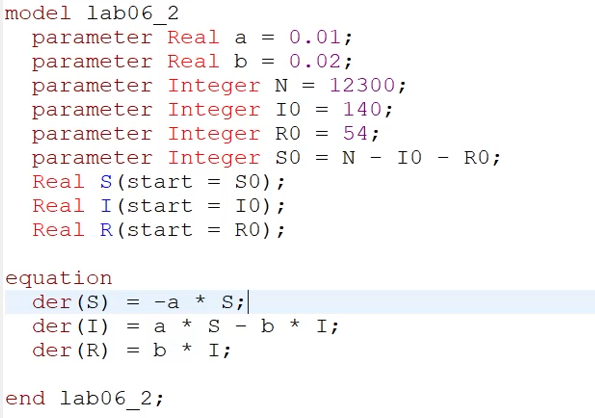 model lab06_2
parameter Real a = 0.01;
parameter Real b = 0.02;
parameter Integer N = 12300;
parameter Integer I0 = 140;
parameter Integer R0 = 54;
parameter Integer S0 = N - I0 - R0;
Real S(start = S0);
Real I(start = I0);
Real R(start = R0);
equation
der(S) = -a * S;
der(I) = a * S - b * I;
der(R) = b * I;
end lab06_2;